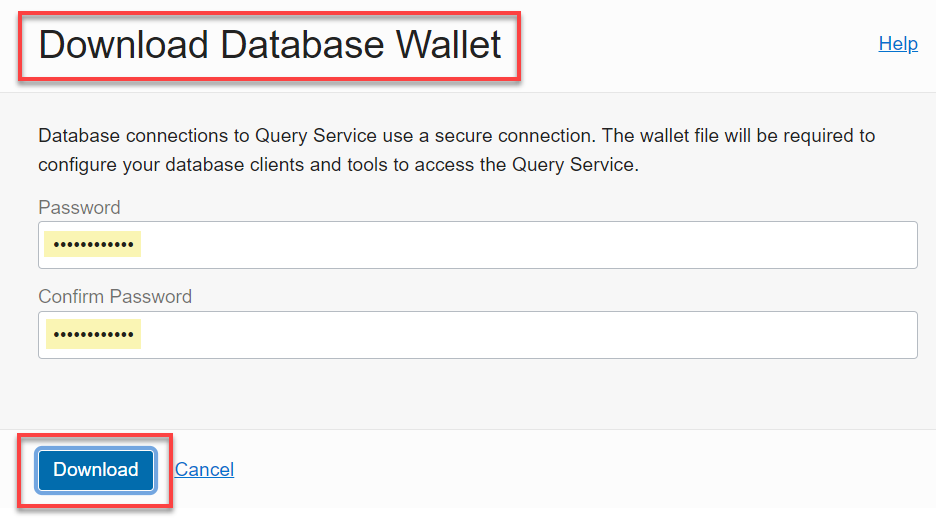 Download Database Wallet
Help
Database connections to Query Service use a secure connection. The wallet file will be required to
configure your database clients and tools to access the Query Service.
Password
••••••••••••
Confirm Password
••••••••••••
Download
Cancel